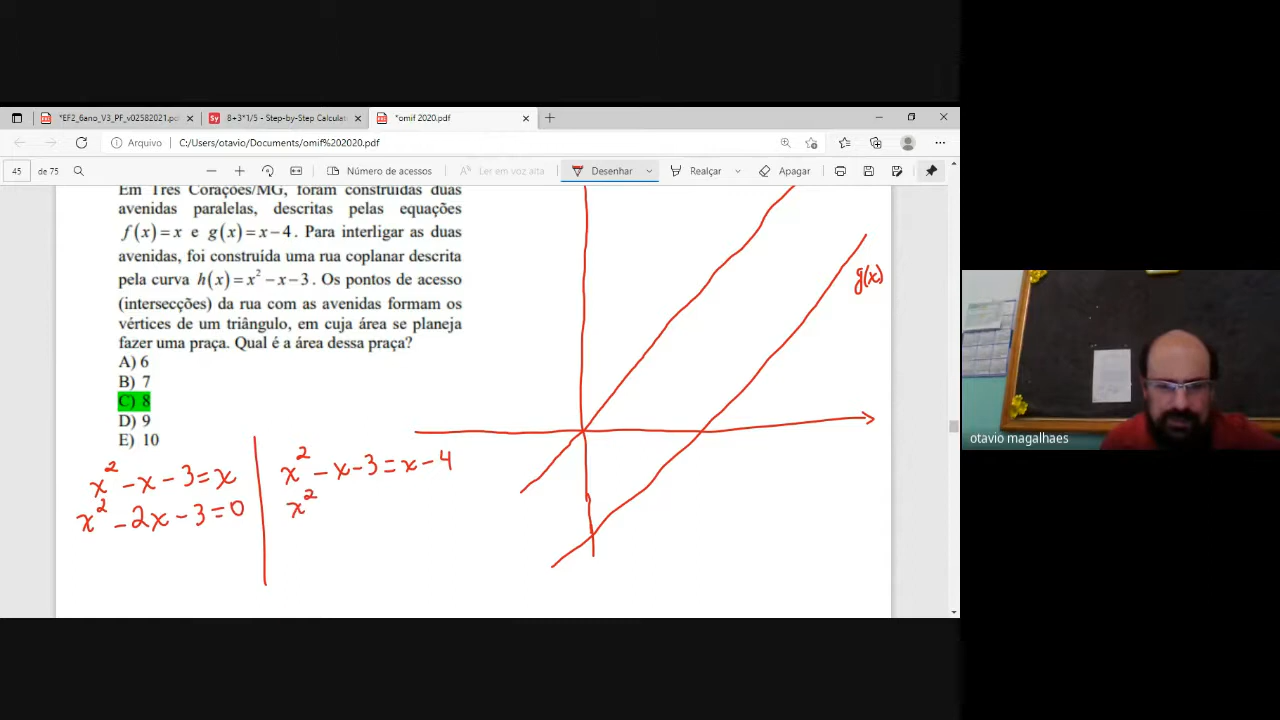 *EF2_6ano_V3_PF_v02582021.pd
8+3*1/5 - Step-by-Step Calculat
*omif 2020.pdf
Arquivo
C:/Users/otavio/Documents/omif%202020.pdf
45
de 75
Número de acessos
Ler em voz alta
Desenhar
Realçar
Apagar
Em Três Corações/MG, foram construídas duas
avenidas paralelas, descritas pelas equações
f(x)=x e g(x)=x−4. Para interligar as duas
avenidas, foi construída uma rua coplanar descrita
pela curva h(x)=x²−x−3. Os pontos de acesso
(intersecções) da rua com as avenidas formam os
vértices de um triângulo, em cuja área se planeja
fazer uma praça. Qual é a área dessa praça?
A) 6
B) 7
C) 8
D) 9
E) 10
x²−x−3=x
x²−2x−3=0
x²−x−3=x−4
x²
g(x)
otavio magalhaes